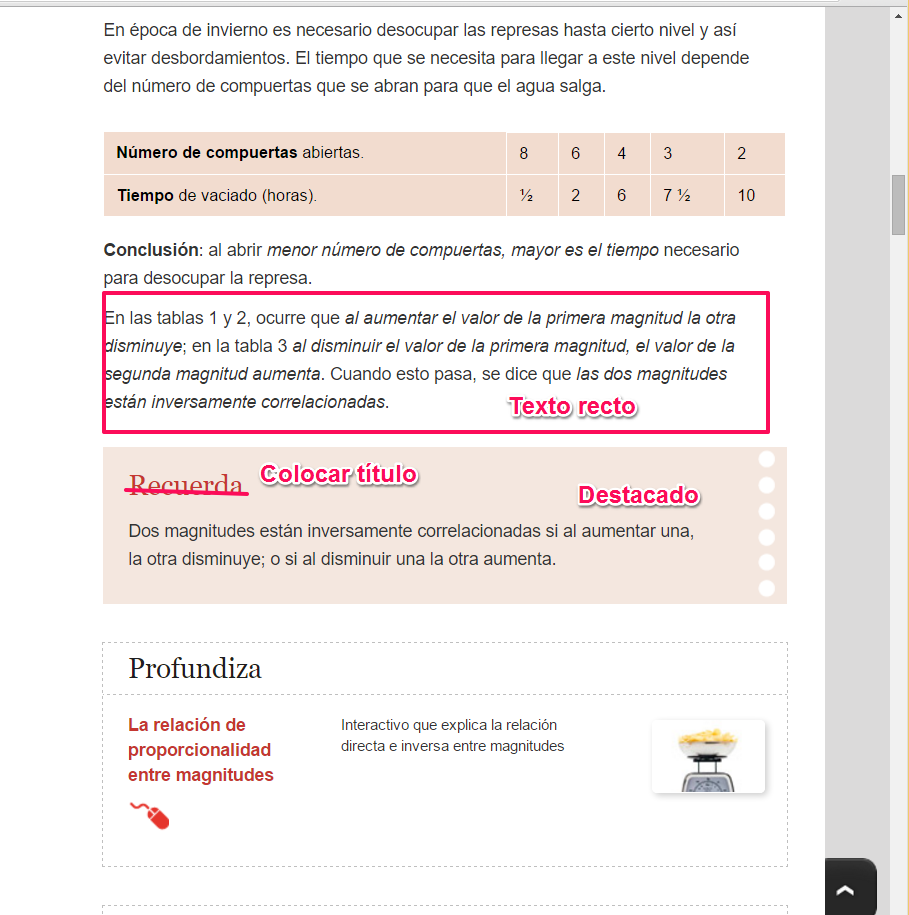 En época de invierno es necesario desocupar las represas hasta cierto nivel y así
evitar desbordamientos. El tiempo que se necesita para llegar a este nivel depende
del número de compuertas que se abran para que el agua salga.
Número de compuertas abiertas. 8 6 4 3 2
Tiempo de vaciado (horas). ½ 2 6 7 ½ 10
Conclusión: al abrir menor número de compuertas, mayor es el tiempo necesario
para desocupar la represa.
En las tablas 1 y 2, ocurre que al aumentar el valor de la primera magnitud la otra
disminuye; en la tabla 3 al disminuir el valor de la primera magnitud, el valor de la
segunda magnitud aumenta. Cuando esto pasa, se dice que las dos magnitudes
están inversamente correlacionadas.
Texto recto
Recuerda
Colocar título
Destacado
Dos magnitudes están inversamente correlacionadas si al aumentar una,
la otra disminuye; o si al disminuir una la otra aumenta.
Profundiza
La relación de
proporcionalidad
entre magnitudes
Interactivo que explica la relación
directa e inversa entre magnitudes